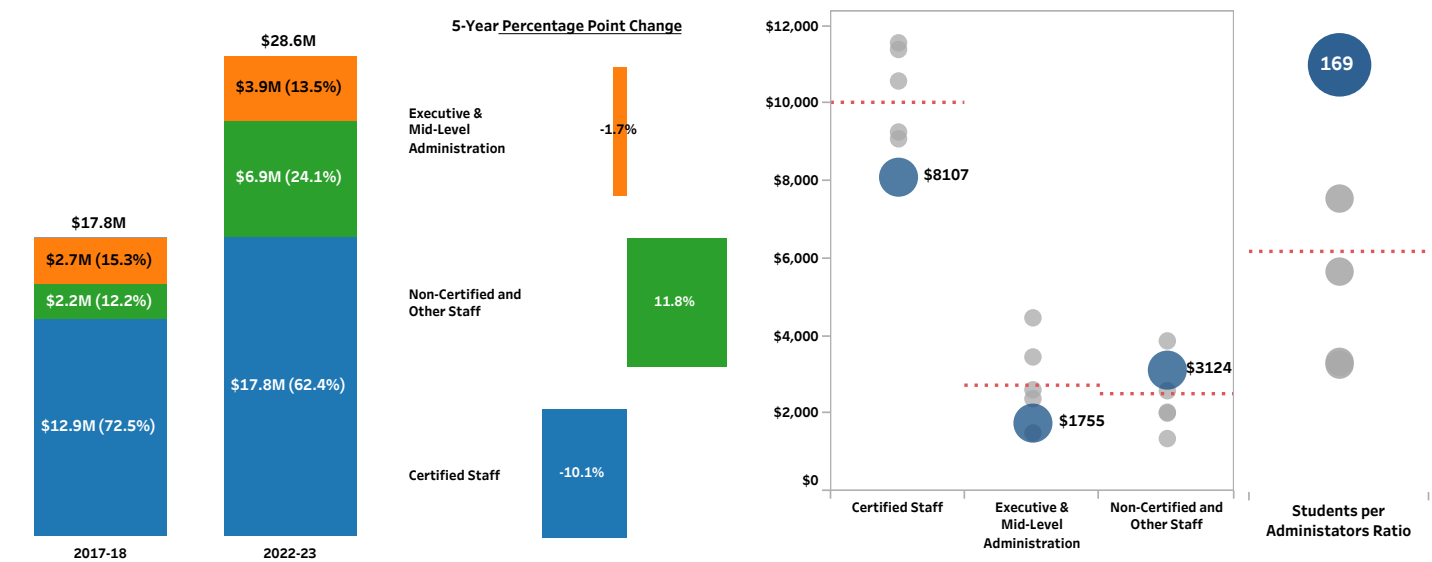 $28.6M
$3.9M (13.5%)
$6.9M (24.1%)
$17.8M (62.4%)
$17.8M
$2.7M (15.3%)
$2.2M (12.2%)
$12.9M (72.5%)
2017-18
2022-23
5-Year Percentage Point Change
Executive &
Mid-Level
Administration
-1.7%
Non-Certified and
Other Staff
11.8%
Certified Staff
-10.1%
$12,000
$10,000
$8,000
$6,000
$4,000
$2,000
$0
$8107
$1755
$3124
Certified Staff
Executive &
Mid-Level
Administration
Non-Certified and
Other Staff
169
Students per
Administators Ratio